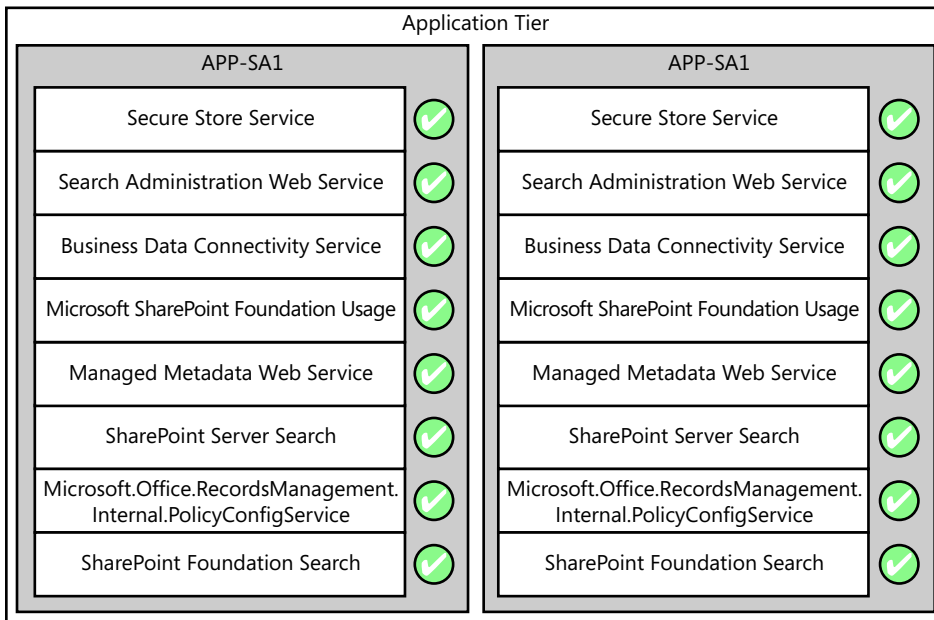 Application Tier
APP-SA1
Secure Store Service
Search Administration Web Service
Business Data Connectivity Service
Microsoft SharePoint Foundation Usage
Managed Metadata Web Service
SharePoint Server Search
Microsoft.Office.RecordsManagement.
Internal.PolicyConfigService
SharePoint Foundation Search
APP-SA1
Secure Store Service
Search Administration Web Service
Business Data Connectivity Service
Microsoft SharePoint Foundation Usage
Managed Metadata Web Service
SharePoint Server Search
Microsoft.Office.RecordsManagement.
Internal.PolicyConfigService
SharePoint Foundation Search